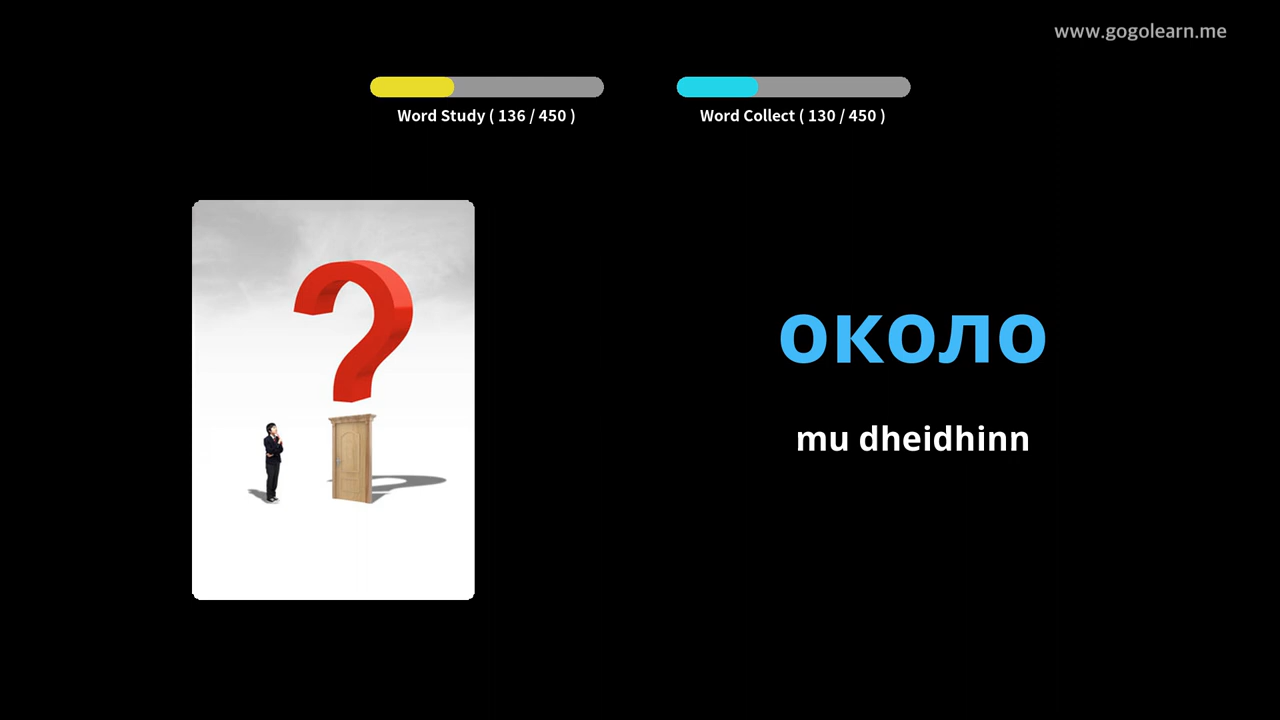 www.gogolearn.me
Word Study ( 136 / 450 )
Word Collect ( 130 / 450 )
около
mu dheidhinn